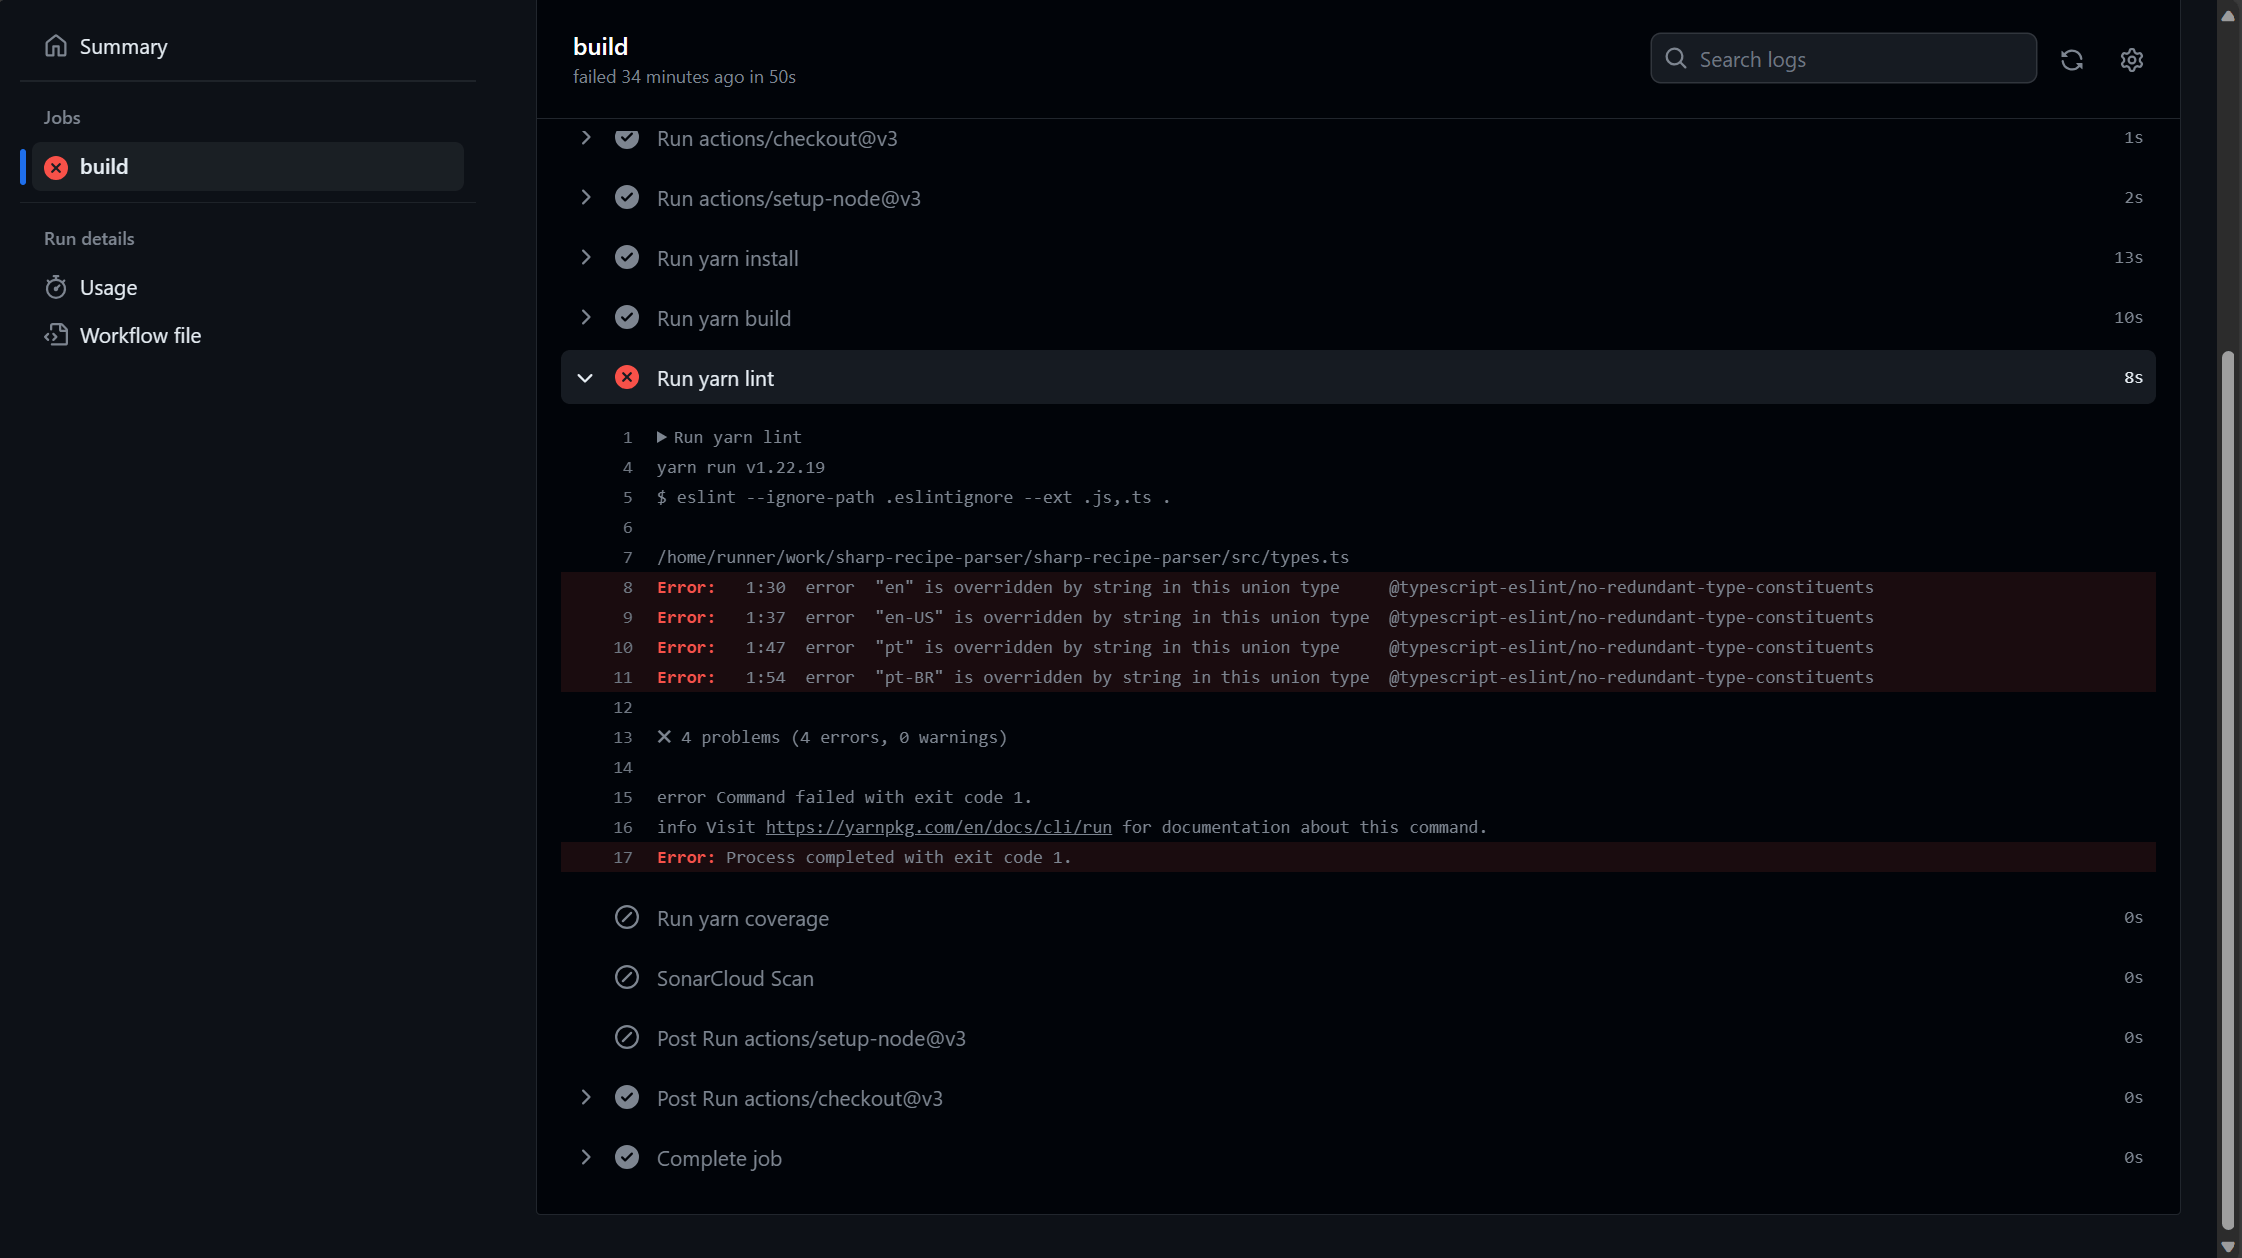 Summary
Jobs
build
Run details
Usage
Workflow file
build
failed 34 minutes ago in 50s
Search logs
Run actions/checkout@v3 1s
Run actions/setup-node@v3 2s
Run yarn install 13s
Run yarn build 10s
Run yarn lint 8s
1 Run yarn lint
4 yarn run v1.22.19
5 $ eslint --ignore-path .eslintignore --ext .js,.ts .
6
7 /home/runner/work/sharp-recipe-parser/sharp-recipe-parser/src/types.ts
8 Error: 1:30 error "en" is overridden by string in this union type @typescript-eslint/no-redundant-type-constituents
9 Error: 1:37 error "en-US" is overridden by string in this union type @typescript-eslint/no-redundant-type-constituents
10 Error: 1:47 error "pt" is overridden by string in this union type @typescript-eslint/no-redundant-type-constituents
11 Error: 1:54 error "pt-BR" is overridden by string in this union type @typescript-eslint/no-redundant-type-constituents
12
13 ✕ 4 problems (4 errors, 0 warnings)
14
15 error Command failed with exit code 1.
16 info Visit https://yarnpkg.com/en/docs/cli/run for documentation about this command.
17 Error: Process completed with exit code 1.
Run yarn coverage 0s
SonarCloud Scan 0s
Post Run actions/setup-node@v3 0s
Post Run actions/checkout@v3 0s
Complete job 0s